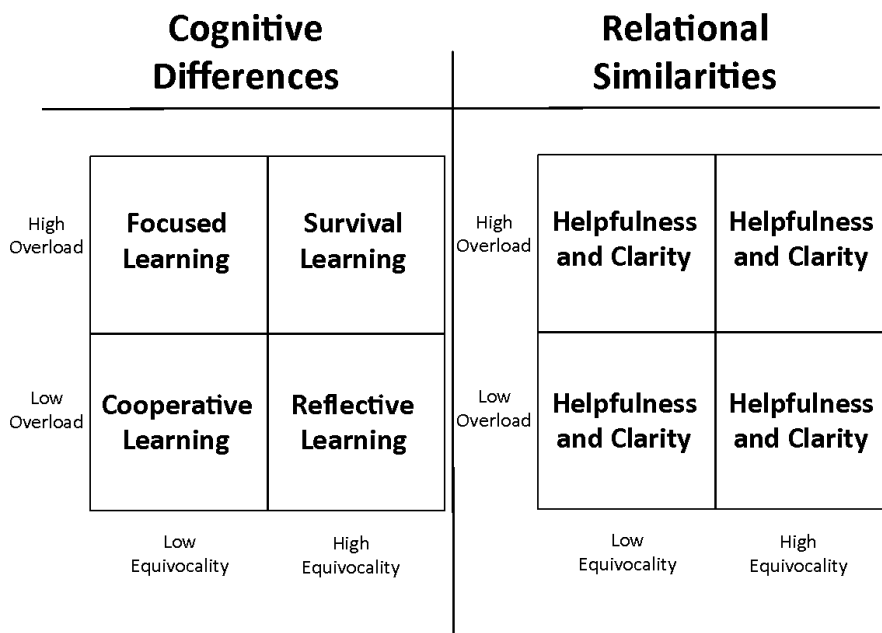 Cognitive
Differences
Relational
Similarities
High
Overload
Focused
Learning
Survival
Learning
Low
Overload
Cooperative
Learning
Reflective
Learning
Low
Equivocality
High
Equivocality
High
Overload
Helpfulness
and Clarity
Helpfulness
and Clarity
Low
Overload
Helpfulness
and Clarity
Helpfulness
and Clarity
Low
Equivocality
High
Equivocality